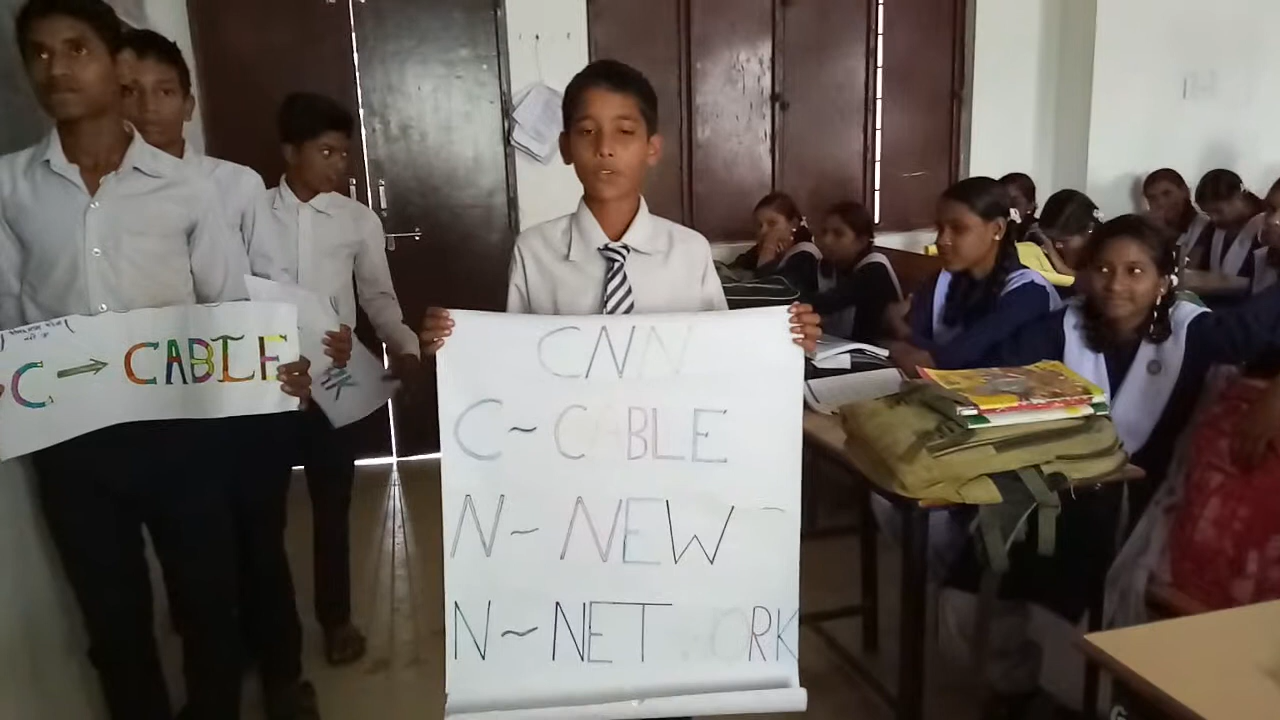 C → CABLE
CNN
C ~ CABLE
N ~ NEW
N ~ NETWORK